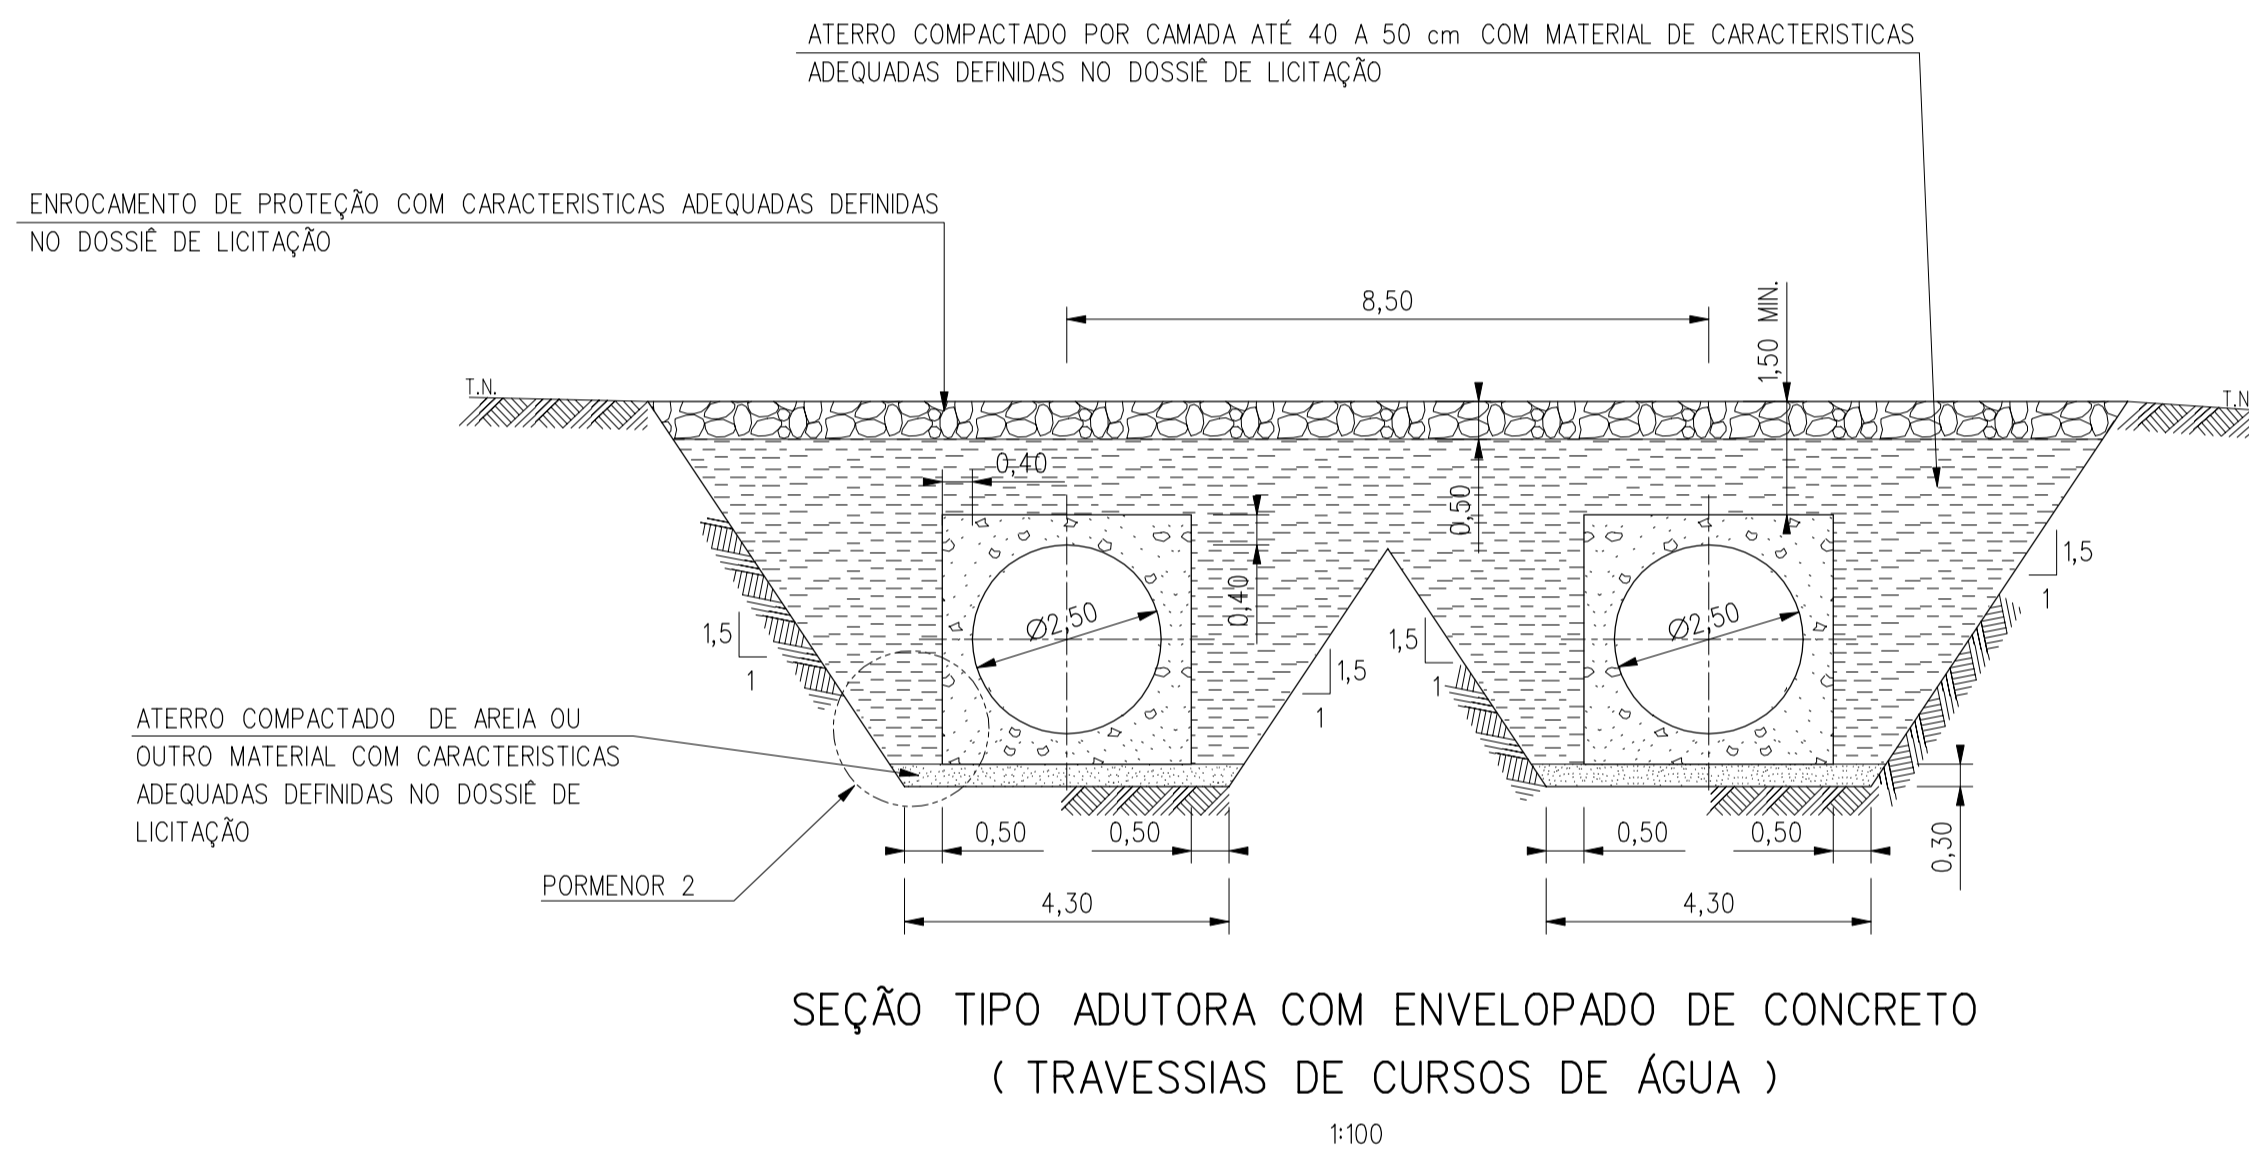 ATERRO COMPACTADO POR CAMADA ATÉ 40 A 50 cm COM MATERIAL DE CARACTERISTICAS
ADEQUADAS DEFINIDAS NO DOSSIÊ DE LICITAÇÃO
ENROCAMENTO DE PROTEÇÃO COM CARACTERISTICAS ADEQUADAS DEFINIDAS
NO DOSSIÊ DE LICITAÇÃO
8,50
1,50 MIN.
T.N.
T.N
0,40
0,50
0,40
Ø2,50
Ø2,50
1,5
1
1,5
1
1,5
1
1,5
1
ATERRO COMPACTADO DE AREIA OU
OUTRO MATERIAL COM CARACTERISTICAS
ADEQUADAS DEFINIDAS NO DOSSIÊ DE
LICITAÇÃO
PORMENOR 2
0,50
0,50
0,50
0,50
0,30
4,30
4,30
SEÇÃO TIPO ADUTORA COM ENVELOPADO DE CONCRETO
( TRAVESSIAS DE CURSOS DE ÁGUA )
1:100